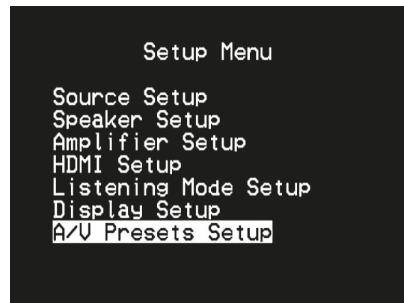 Setup Menu
Source Setup
Speaker Setup
Amplifier Setup
HDMI Setup
Listening Mode Setup
Display Setup
A/V Presets Setup